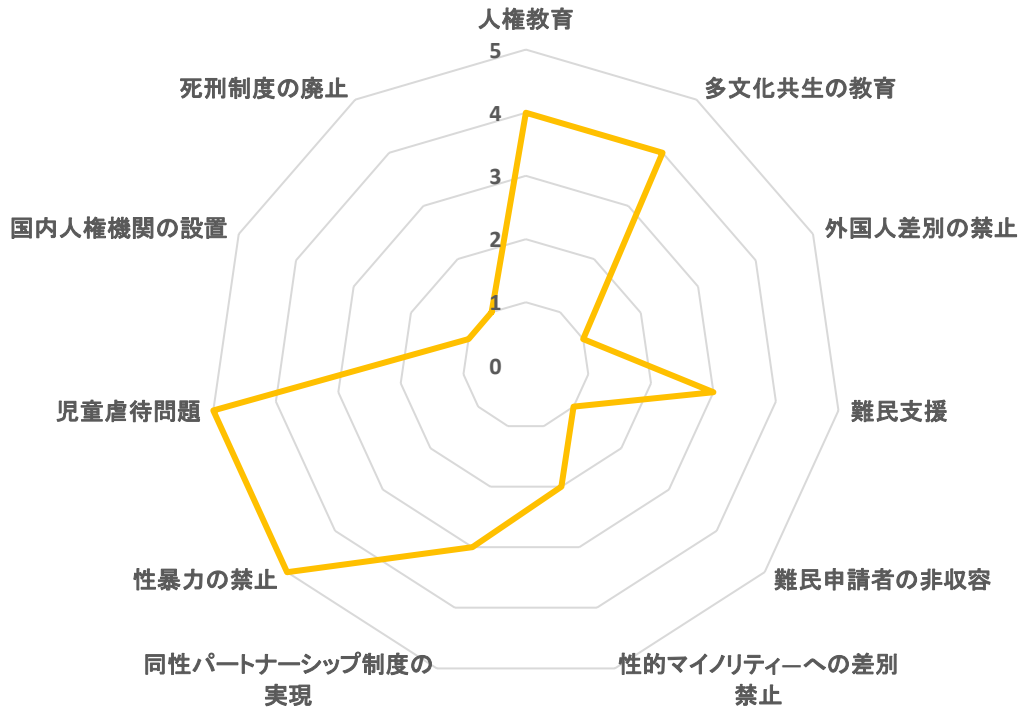 人権教育
多文化共生の教育
外国人差別の禁止
難民支援
難民申請者の非収容
性的マイノリティーへの差別
禁止
同性パートナーシップ制度の
実現
性暴力の禁止
児童虐待問題
国内人権機関の設置
死刑制度の廃止
5
4
3
2
1
0